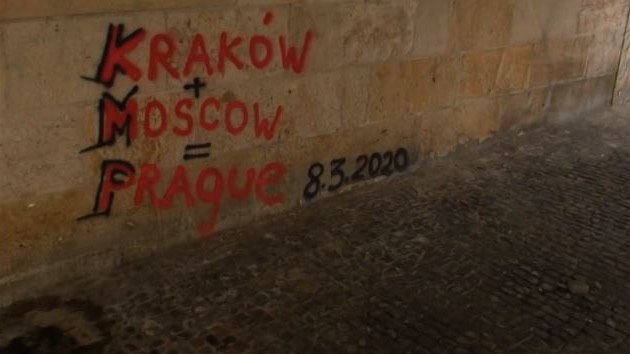 KRAKÓW
+
MOSCOW
=
PRAGUE 8.3.2020